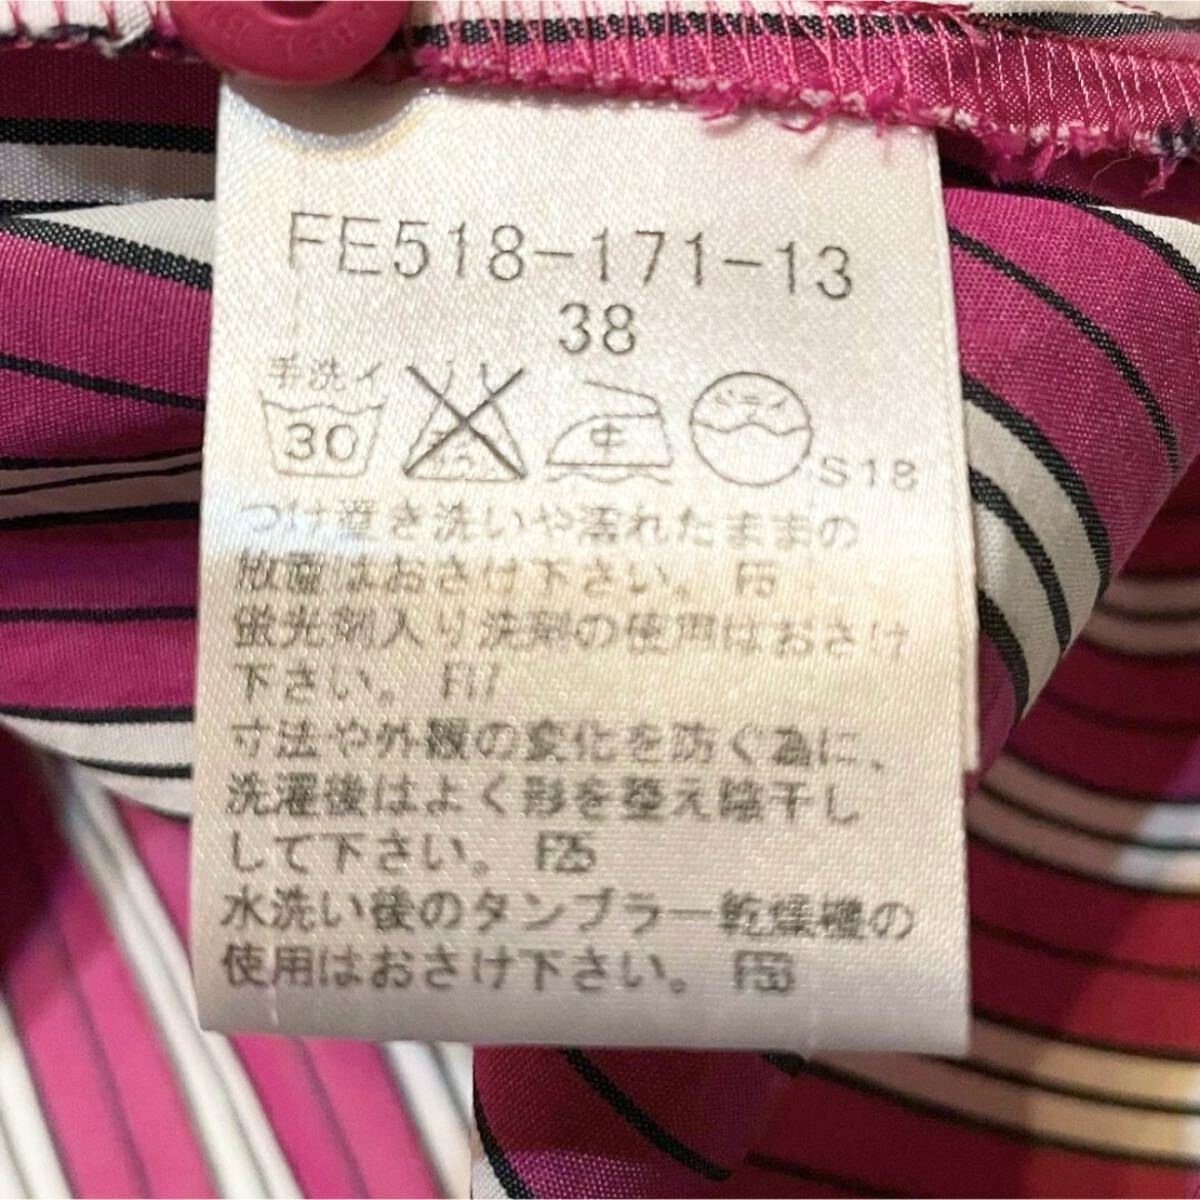 FE518-171-13
38
手洗イ
30
中
ドライ
S18
つけ置き洗いや濡れたままの
放置はおさけ下さい。 F5
蛍光剤入り洗剤の使用はおさけ
下さい。 F17
寸法や外観の変化を防ぐ為に、
洗濯後はよく形を整え陰干し
して下さい。 F25
水洗い後のタンブラー乾燥機の
使用はおさけ下さい。 F53